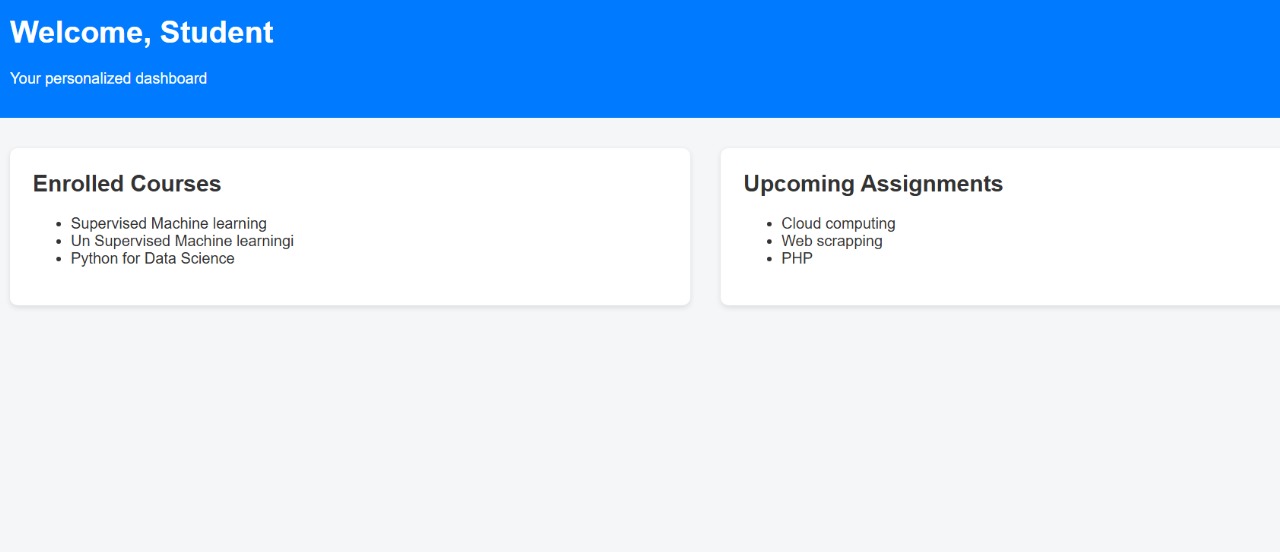 Welcome, Student
Your personalized dashboard
Enrolled Courses
Supervised Machine learning
Un Supervised Machine learningi
Python for Data Science
Upcoming Assignments
Cloud computing
Web scrapping
PHP